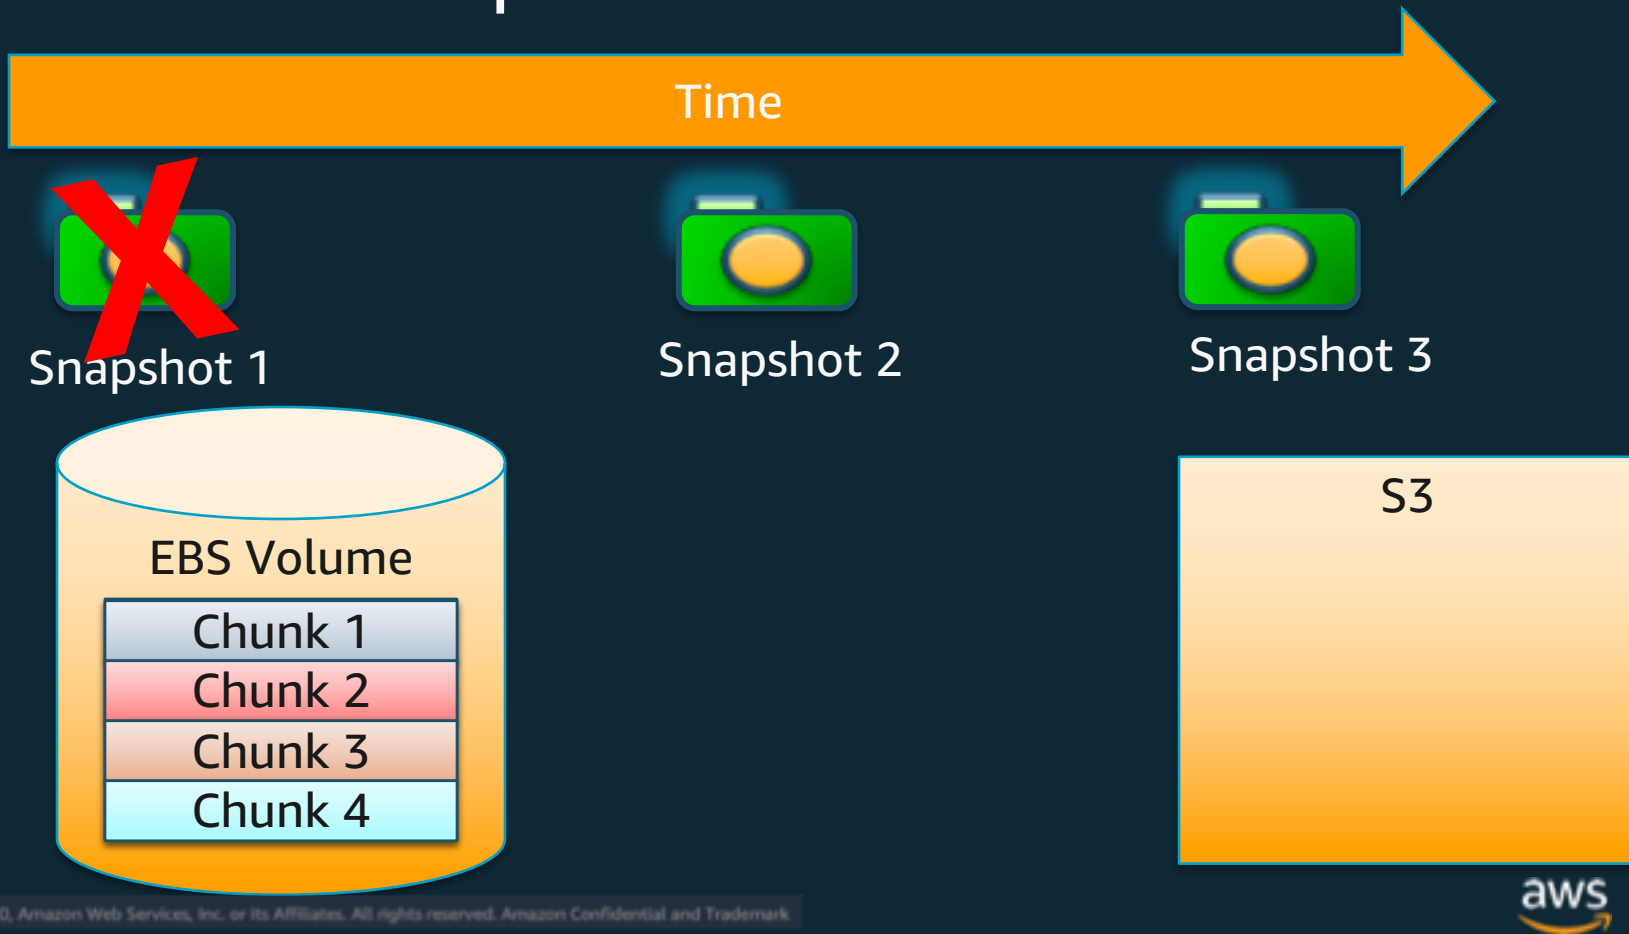 Time
Snapshot 1
Snapshot 2
Snapshot 3
EBS Volume
Chunk 1
Chunk 2
Chunk 3
Chunk 4
S3
0, Amazon Web Services, Inc. or its Affiliates. All rights reserved. Amazon Confidential and Trademark
aws